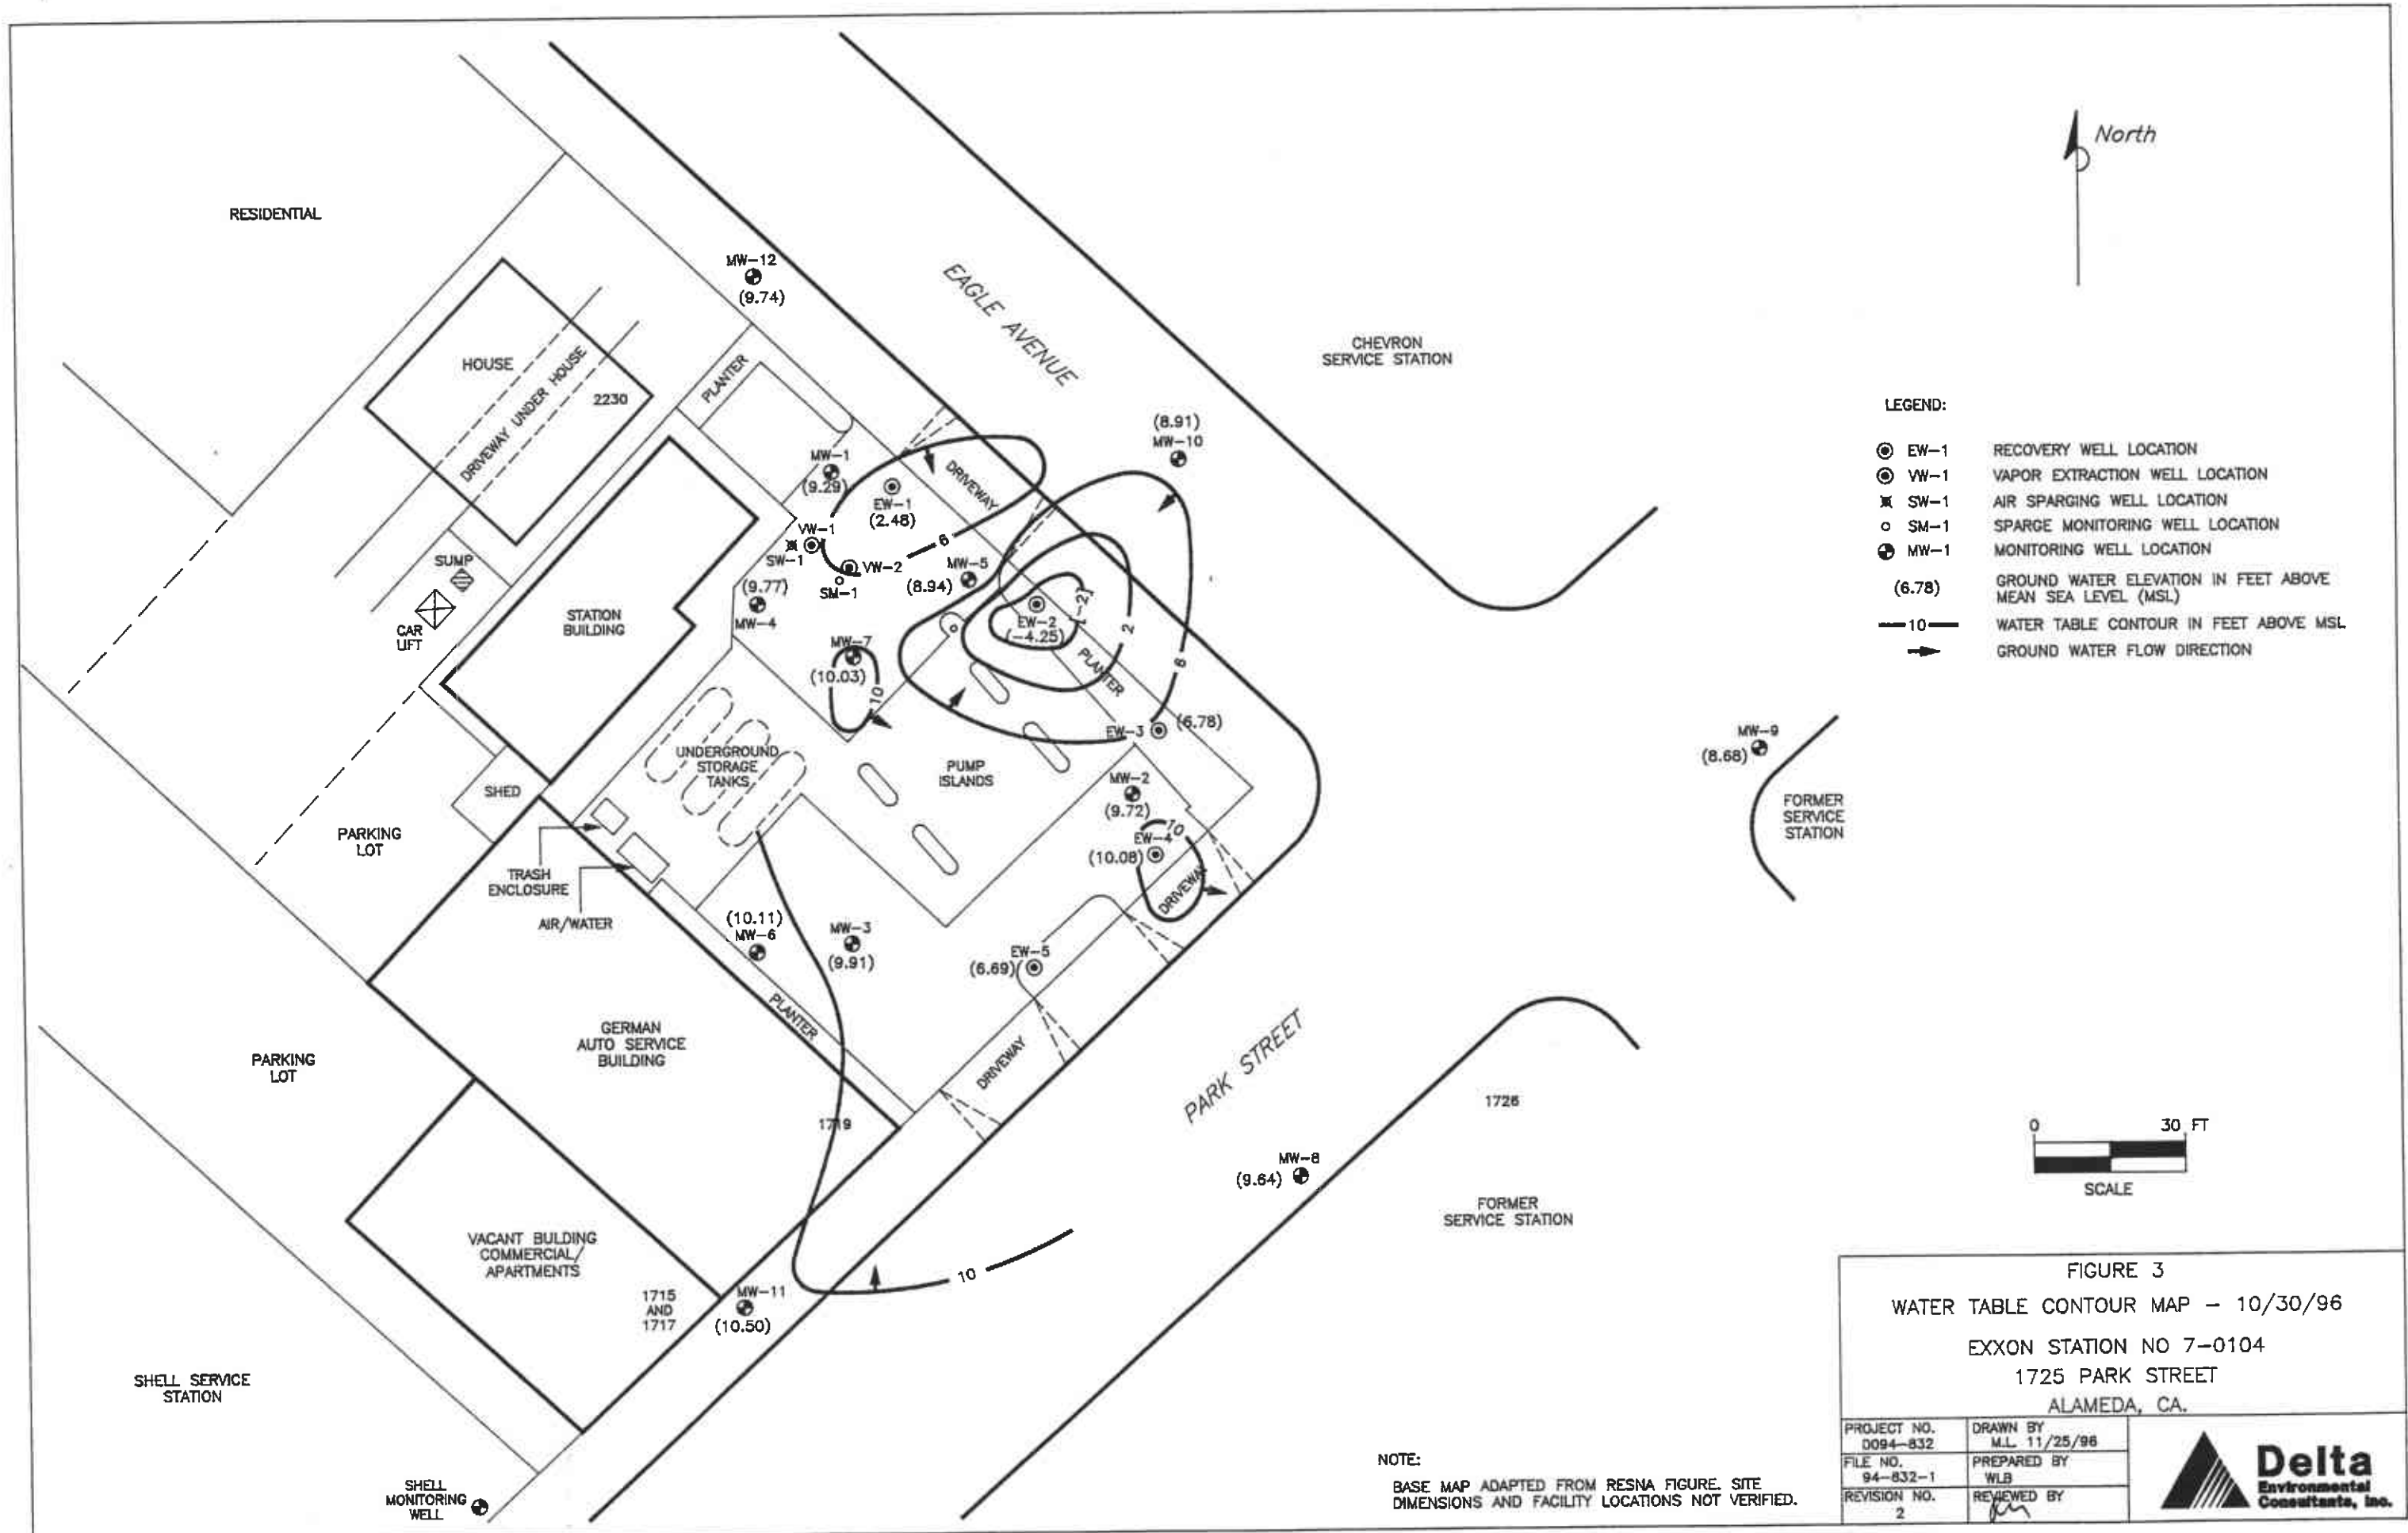 RESIDENTIAL
MW-12
(9.74)
EAGLE AVENUE
CHEVRON
SERVICE STATION
North
HOUSE
DRIVEWAY UNDER HOUSE
2230
PLANTER
MW-1
(9.29)
EW-1
(2.48)
DRIVEWAY
(8.91)
MW-10
VW-1
SW-1
VW-2
SM-1
6
MW-5
(8.94)
(9.77)
MW-4
SUMP
CAR
LIFT
STATION
BUILDING
MW-7
(10.03)
10
EW-2
(-4.25)
-2
2
6
PLANTER
EW-3
(6.78)
LEGEND:
EW-1 RECOVERY WELL LOCATION
VW-1 VAPOR EXTRACTION WELL LOCATION
SW-1 AIR SPARGING WELL LOCATION
SM-1 SPARGE MONITORING WELL LOCATION
MW-1 MONITORING WELL LOCATION
(6.78) GROUND WATER ELEVATION IN FEET ABOVE
MEAN SEA LEVEL (MSL)
10 WATER TABLE CONTOUR IN FEET ABOVE MSL
GROUND WATER FLOW DIRECTION
MW-9
(8.68)
FORMER
SERVICE
STATION
UNDERGROUND
STORAGE
TANKS
PUMP
ISLANDS
MW-2
(9.72)
10
EW-4
(10.08)
DRIVEWAY
SHED
PARKING
LOT
TRASH
ENCLOSURE
AIR/WATER
(10.11)
MW-6
MW-3
(9.91)
EW-5
(6.69)
PLANTER
GERMAN
AUTO SERVICE
BUILDING
PARKING
LOT
DRIVEWAY
PARK STREET
1719
1726
MW-8
(9.64)
FORMER
SERVICE STATION
0 30 FT
SCALE
VACANT BULDING
COMMERCIAL/
APARTMENTS
10
1715
AND
1717
MW-11
(10.50)
SHELL SERVICE
STATION
SHELL
MONITORING
WELL
NOTE:
BASE MAP ADAPTED FROM RESNA FIGURE. SITE
DIMENSIONS AND FACILITY LOCATIONS NOT VERIFIED.
FIGURE 3
WATER TABLE CONTOUR MAP - 10/30/96
EXXON STATION NO 7-0104
1725 PARK STREET
ALAMEDA, CA.
PROJECT NO.
D094-832
DRAWN BY
M.L. 11/25/96
FILE NO.
94-832-1
PREPARED BY
WLB
REVISION NO.
2
REVIEWED BY
Delta
Environmental
Consultants, Inc.